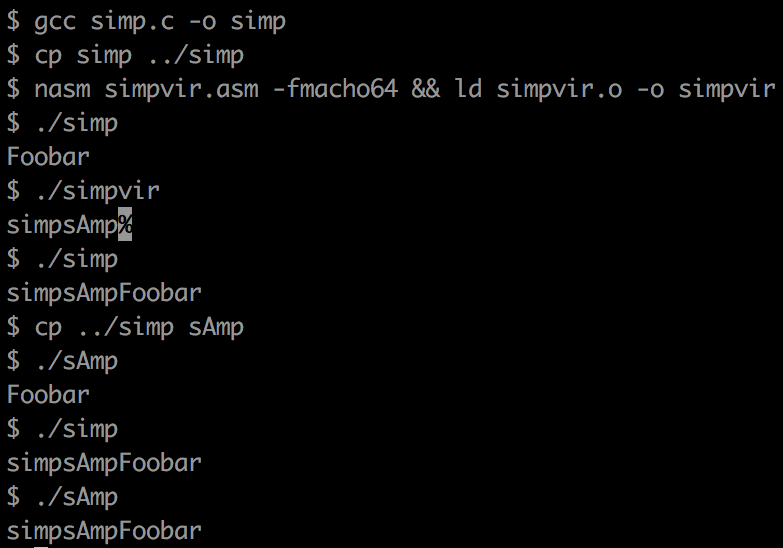 $ gcc simp.c -o simp
$ cp simp ../simp
$ nasm simpvir.asm -fmacho64 && ld simpvir.o -o simpvir
$ ./simp
Foobar
$ ./simpvir
simpsAmp%
$ ./simp
simpsAmpFoobar
$ cp ../simp sAmp
$ ./sAmp
Foobar
$ ./simp
simpsAmpFoobar
$ ./sAmp
simpsAmpFoobar